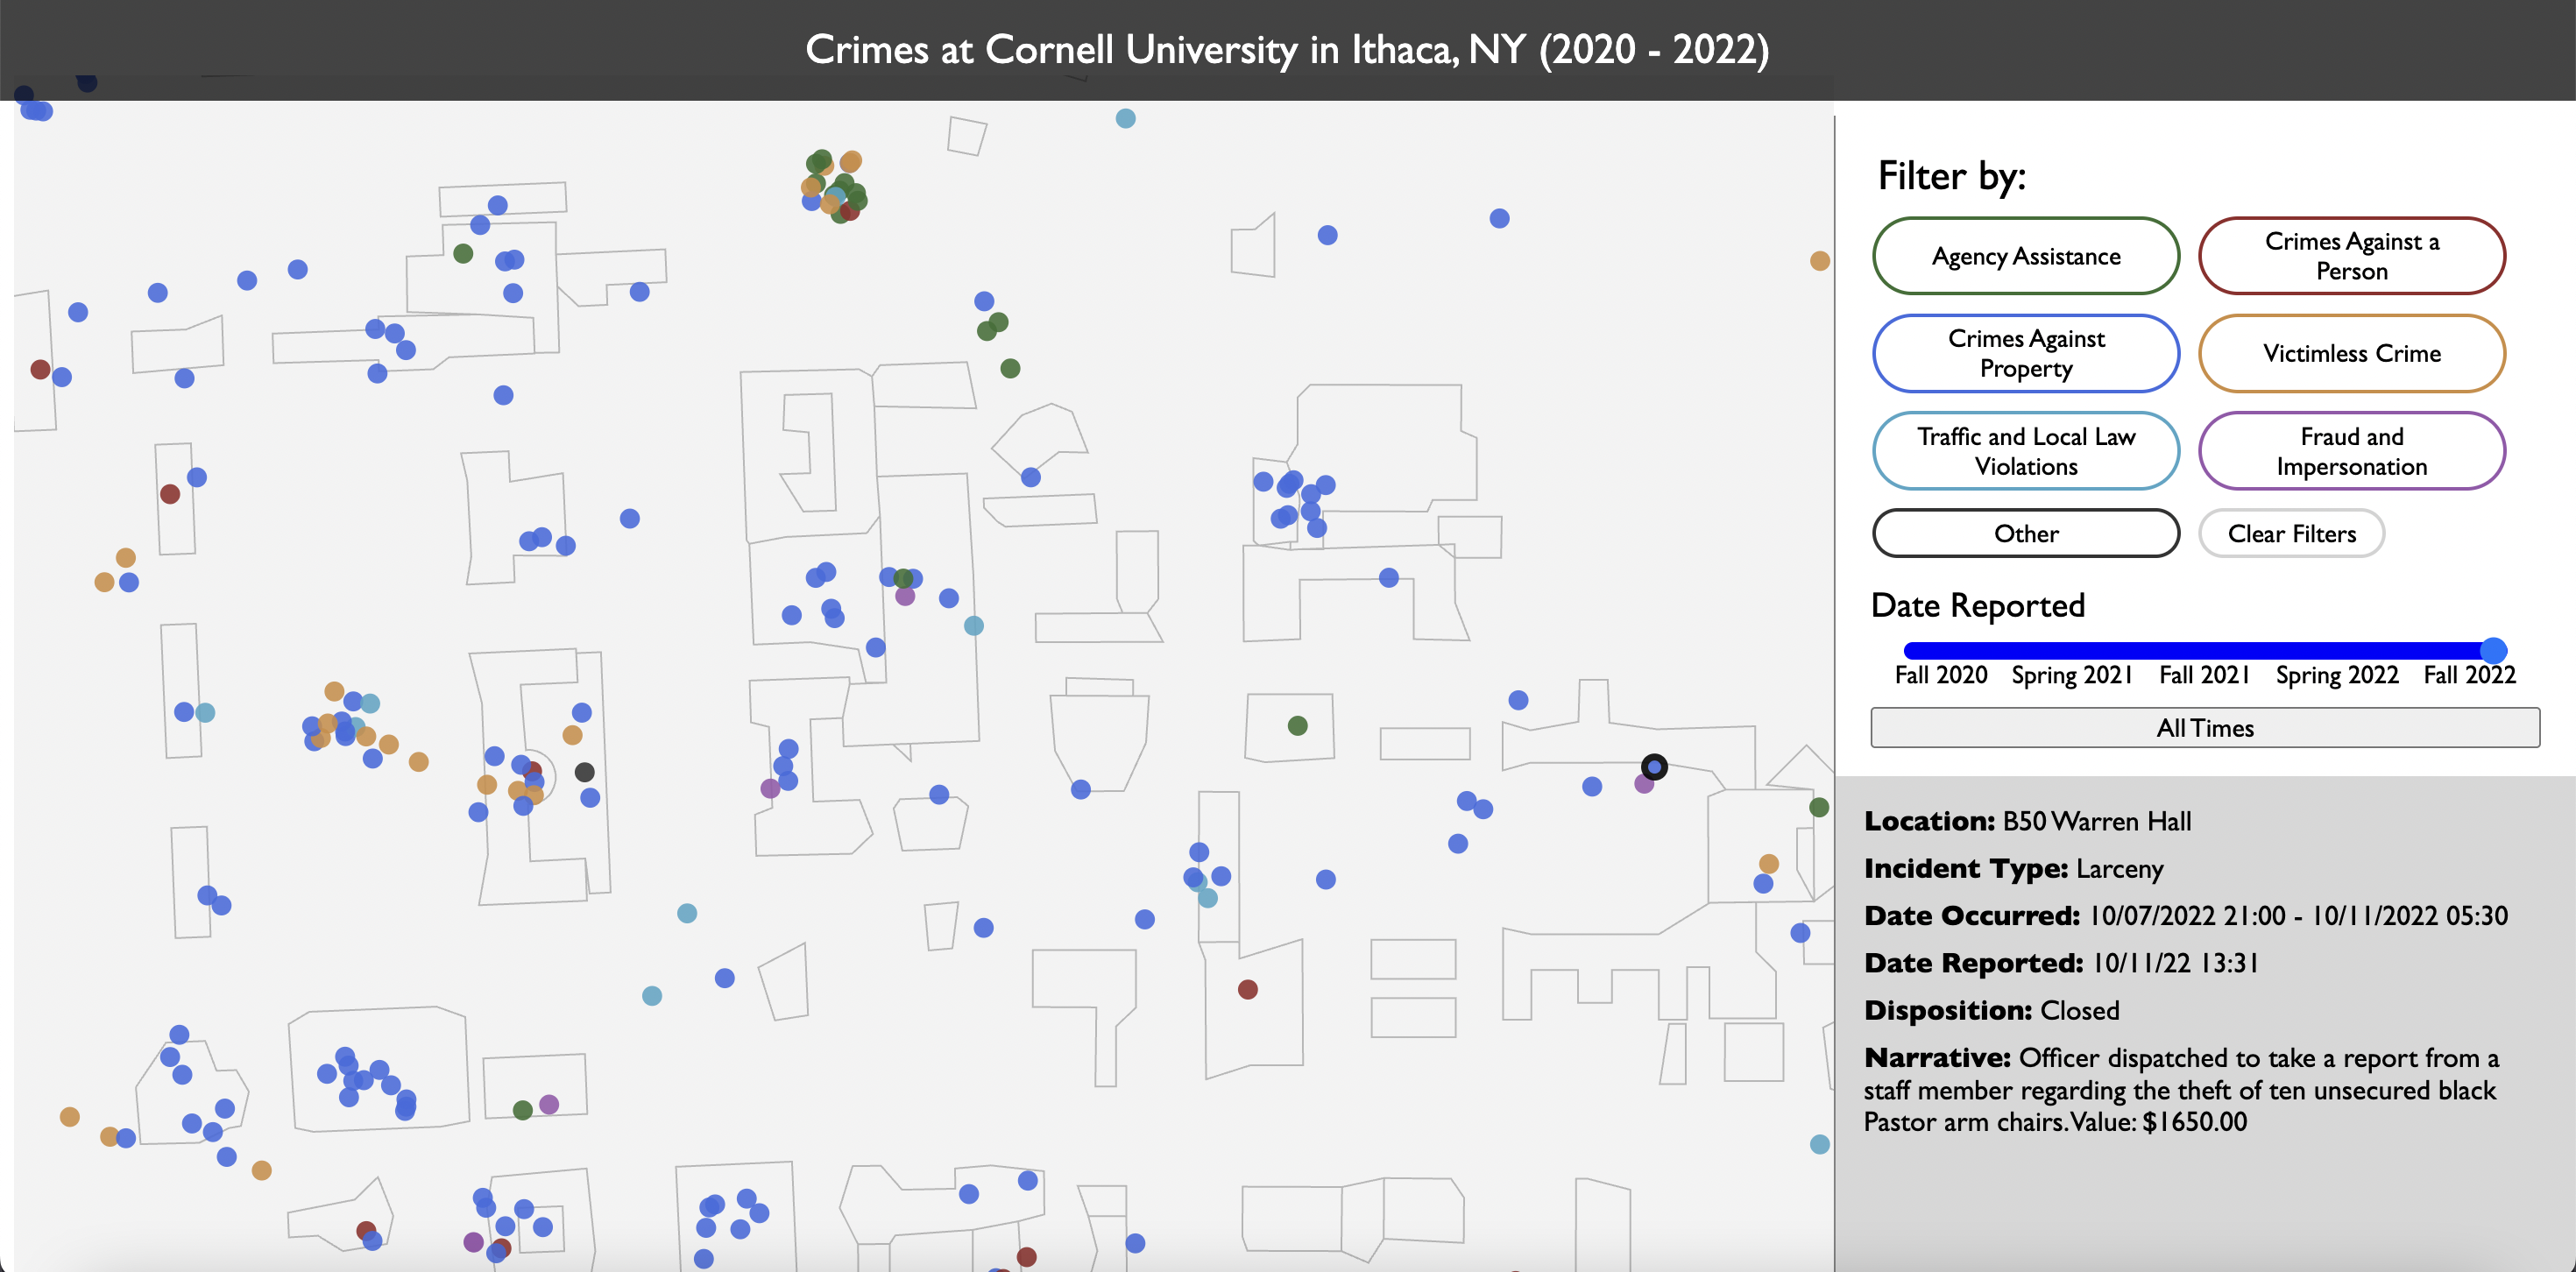 Crimes at Cornell University in Ithaca, NY (2020 - 2022)
Filter by:
Agency Assistance
Crimes Against a
Person
Crimes Against
Property
Victimless Crime
Traffic and Local Law
Violations
Fraud and
Impersonation
Other
Clear Filters
Date Reported
Fall 2020 Spring 2021 Fall 2021 Spring 2022 Fall 2022
All Times
Location: B50 Warren Hall
Incident Type: Larceny
Date Occurred: 10/07/2022 21:00 - 10/11/2022 05:30
Date Reported: 10/11/22 13:31
Disposition: Closed
Narrative: Officer dispatched to take a report from a
staff member regarding the theft of ten unsecured black
Pastor arm chairs. Value: $1650.00